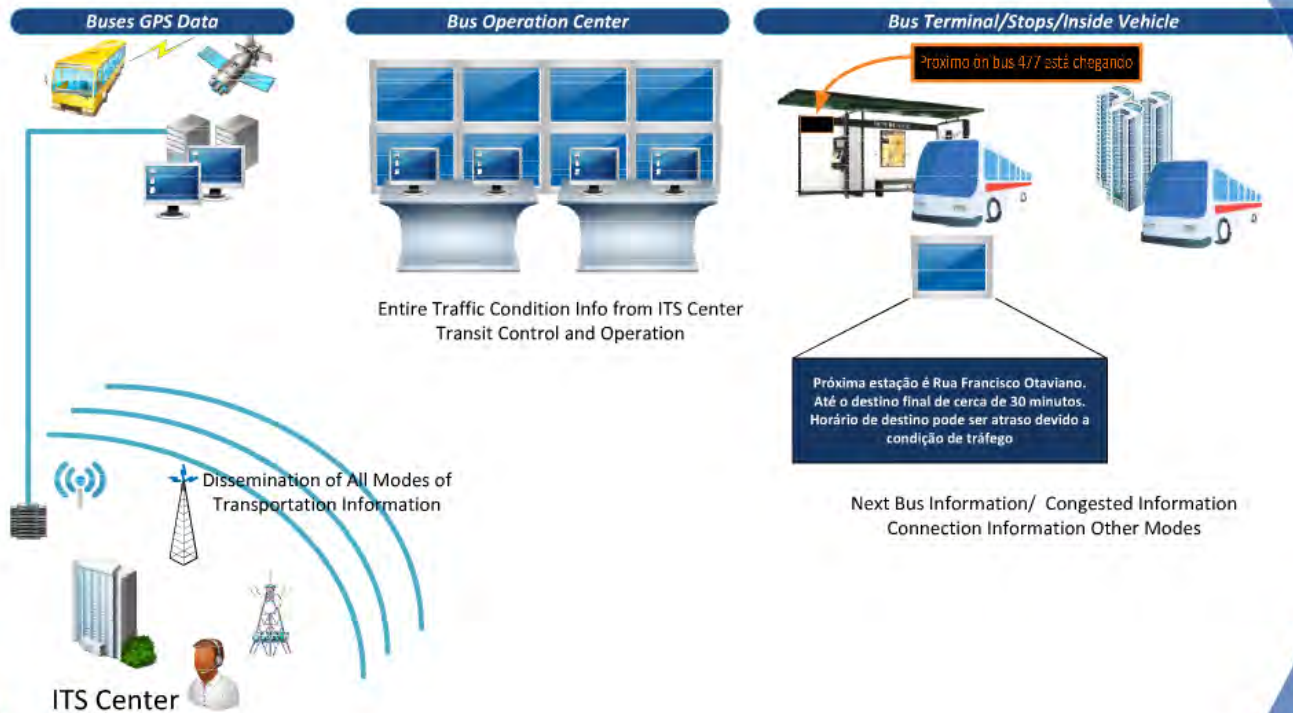 Buses GPS Data
Bus Operation Center
Bus Terminal/Stops/Inside Vehicle
Próximo ôn bus 477 está chegando
Entire Traffic Condition Info from ITS Center
Transit Control and Operation
Próxima estação é Rua Francisco Otaviano.
Até o destino final de cerca de 30 minutos.
Horário de destino pode ser atraso devido a
condição de tráfego
Dissemination of All Modes of
Transportation Information
Next Bus Information/ Congested Information
Connection Information Other Modes
ITS Center